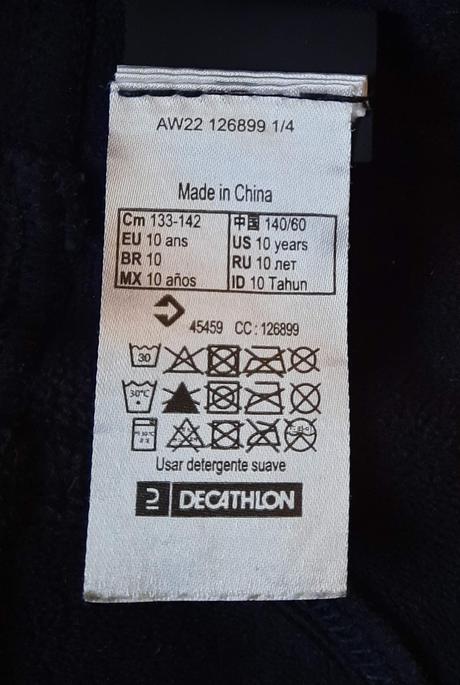 AW22 126899 1/4
Made in China
Cm 133-142 中国 140/60
EU 10 ans US 10 years
BR 10 RU 10 лет
MX 10 años ID 10 Tahun
45459 CC : 126899
30
30°C
Usar detergente suave
DECATHLON